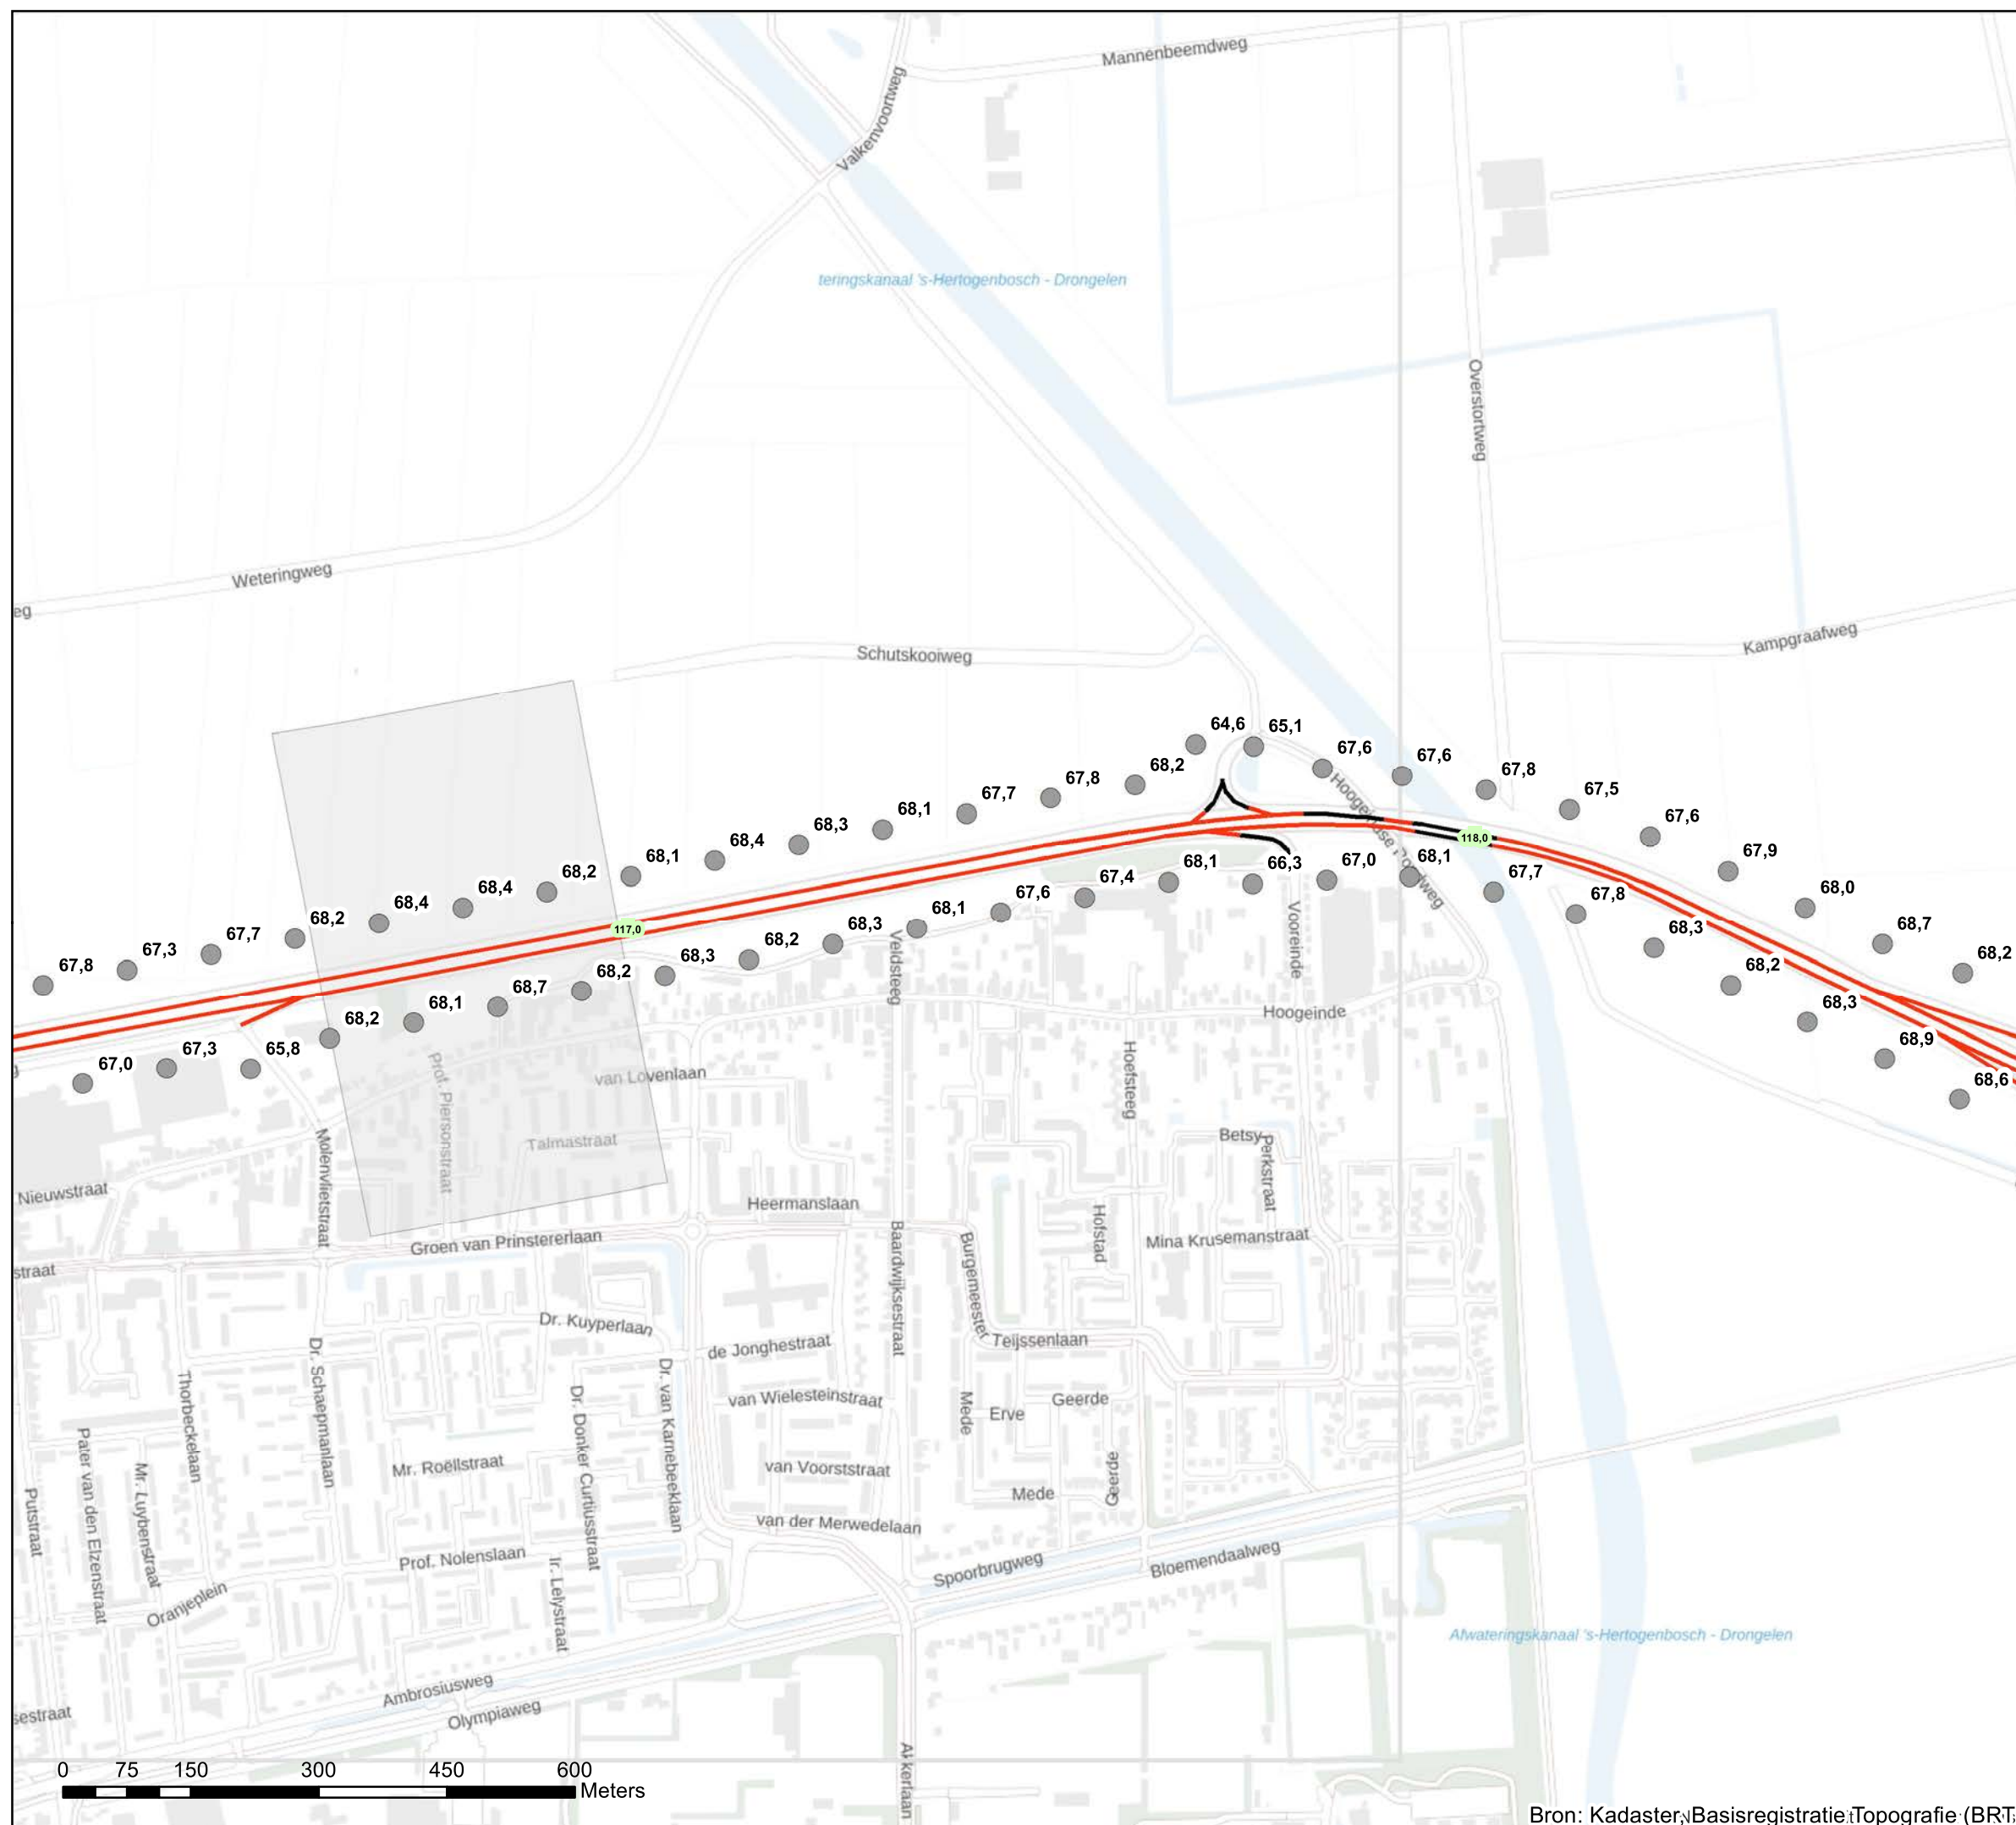 Mannenbeemdweg
Valkenvoortweg
teringskanaal 's-Hertogenbosch - Drongelen
Overstortweg
Weteringweg
eg
Schutskooiweg
Kampgraafweg
64,6
65,1
67,6
67,6
67,8
67,5
67,6
67,9
68,0
68,7
68,2
68,2
67,8
67,7
68,1
68,3
68,4
68,1
68,2
68,4
68,4
68,2
67,7
67,3
67,8
117,0
118,0
Hoogeindse Rondweg
67,0
67,3
65,8
68,2
68,1
68,7
68,2
68,3
68,2
68,3
68,1
67,6
67,4
68,1
66,3
67,0
68,1
67,7
67,8
68,3
68,2
68,3
68,9
68,6
Veldsteeg
Vooreinde
Hoogeinde
Hoefsteeg
Prof. Piersonstraat
van Lovenlaan
Talmastraat
Molenvlietstraat
Nieuwstraat
Betsy
Perkstraat
Heermanslaan
Hofstad
Mina Krusemanstraat
Groen van Prinstererlaan
straat
Baardwijksestraat
Burgemeester
Teijssenlaan
Dr. Kuyperlaan
de Jonghestraat
Dr. Schaepmanlaan
Thorbeckelaan
Dr. van Karnebeeklaan
Dr. Donker Curtiusstraat
van Wielesteinstraat
Mede
Erve
Geerde
Geerde
Pater van den Elzenstraat
Mr. Luybenstraat
Putstraat
Mr. Roëllstraat
van Voorststraat
Mede
van der Merwedelaan
Prof. Nolenslaan
Ir. Lelystraat
Oranjeplein
Spoorbrugweg
Bloemendaalweg
Afwateringskanaal 's-Hertogenbosch - Drongelen
Ambrosiusweg
Olympiaweg
sestraat
Akkerlaan
0 75 150 300 450 600
Meters
Bron: Kadaster, Basisregistratie Topografie (BRT